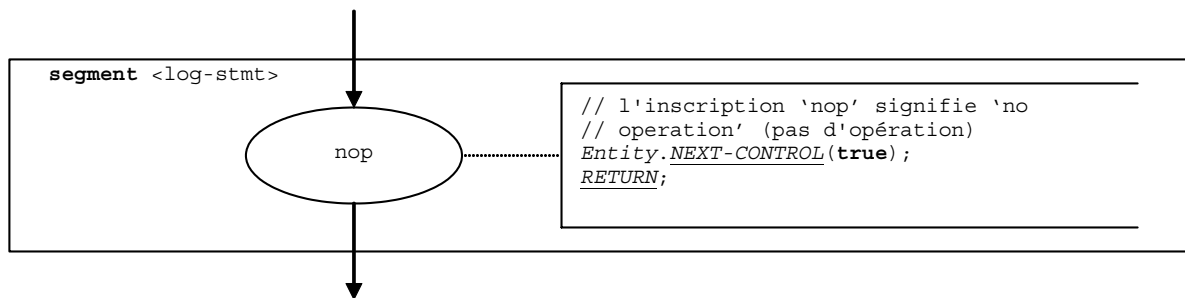 segment <log-stmt>
nop
// l'inscription ‘nop’ signifie ‘no
// operation’ (pas d'opération)
Entity.NEXT-CONTROL(true);
RETURN;